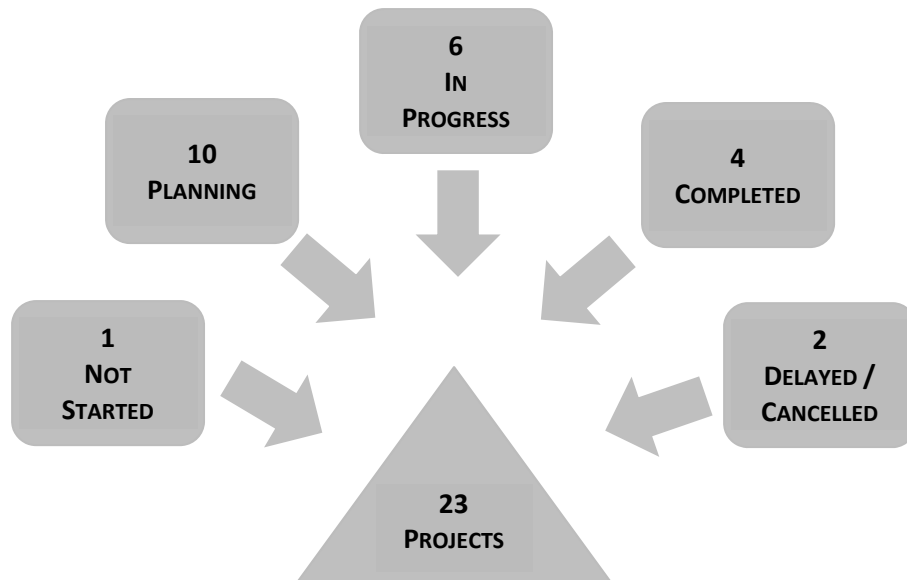 6
IN
PROGRESS
10
PLANNING
4
COMPLETED
1
NOT
STARTED
2
DELAYED /
CANCELLED
23
PROJECTS